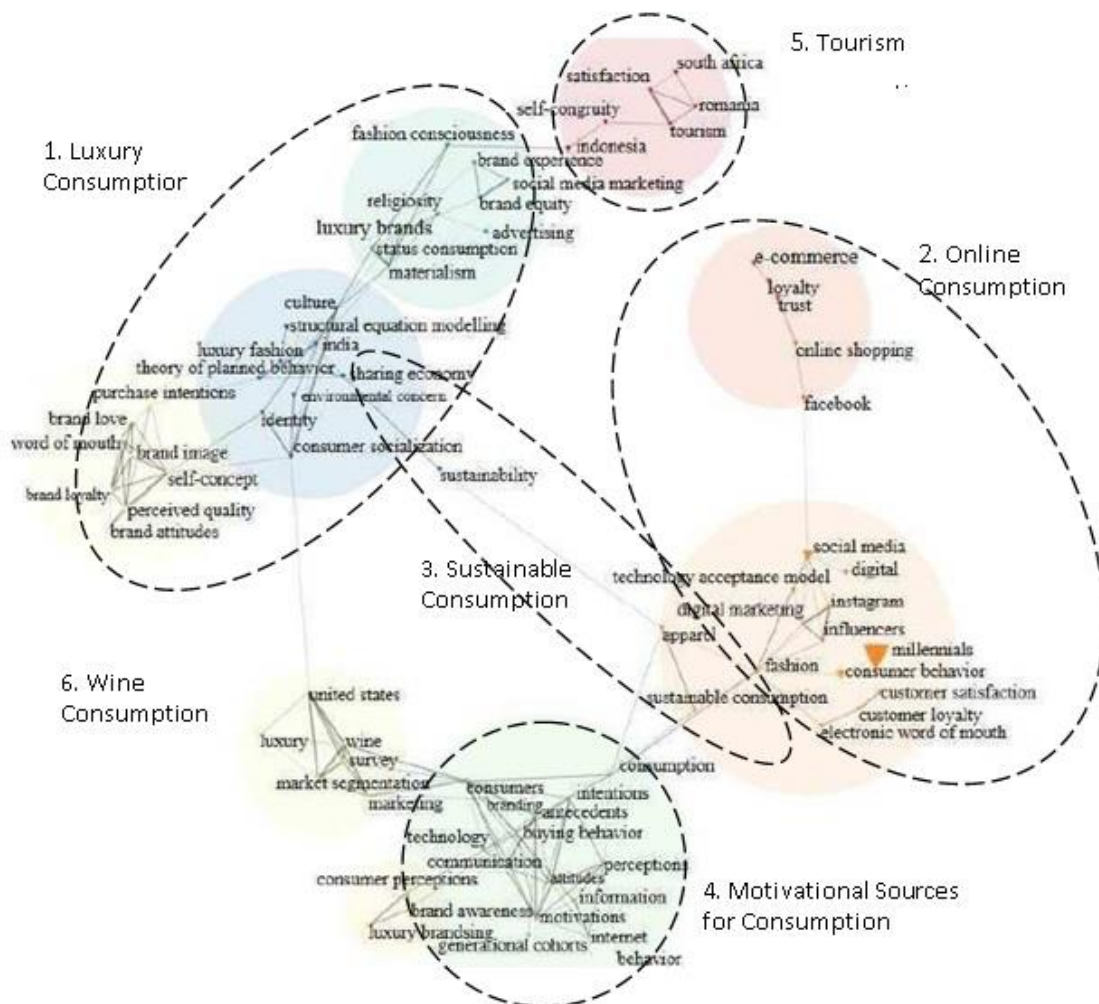 5. Tourism
south africa
satisfaction
romania
self-congruity
tourism
indonesia
1. Luxury
Consumptior
fashion consciousness
brand experience
social media marketing
brand equity
religiosity
luxury brands
advertising
status consumption
materialism
2. Online
Consumption
e-commerce
loyalty
trust
online shopping
facebook
culture
structural equation modelling
india
luxury fashion
theory of planned behavior
sharing economy
purchase intentions
environmental concern
brand love
identity
word of mouth
brand image
consumer socialization
self-concept
sustainability
brand loyalty
perceived quality
brand attitudes
3. Sustainable
Consumption
social media
technology acceptance model
digital
digital marketing
instagram
apparel
influencers
millennials
fashion
consumer behavior
sustainable consumption
customer satisfaction
customer loyalty
electronic word of mouth
6. Wine
Consumption
united states
luxury
wine
survey
market segmentation
marketing
consumption
consumers
intentions
branding
antecedents
technology
buying behavior
communication
perceptions
consumer perceptions
attitudes
information
brand awareness
motivations
luxury brandsing
internet
generational cohorts
behavior
4. Motivational Sources
for Consumption